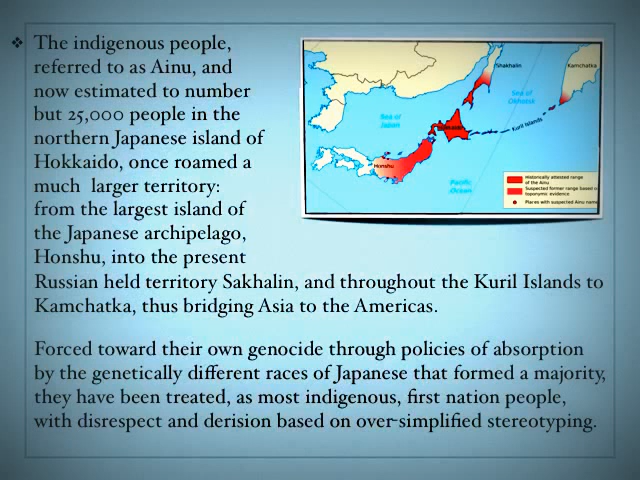 ❖ The indigenous people,
referred to as Ainu, and
now estimated to number
but 25,000 people in the
northern Japanese island of
Hokkaido, once roamed a
much larger territory:
from the largest island of
the Japanese archipelago,
Honshu, into the present
Russian held territory Sakhalin, and throughout the Kuril Islands to
Kamchatka, thus bridging Asia to the Americas.
Forced toward their own genocide through policies of absorption
by the genetically different races of Japanese that formed a majority,
they have been treated, as most indigenous, first nation people,
with disrespect and derision based on over-simplified stereotyping.
Shakhalin
Kamchatka
Sea of
Okhotsk
Sea of
Japan
Kuril Islands
Honshu
Pacific
Ocean
Historically attested range
of the Ainu
Suspected former range based o
toponymic evidence
Places with suspected Ainu name